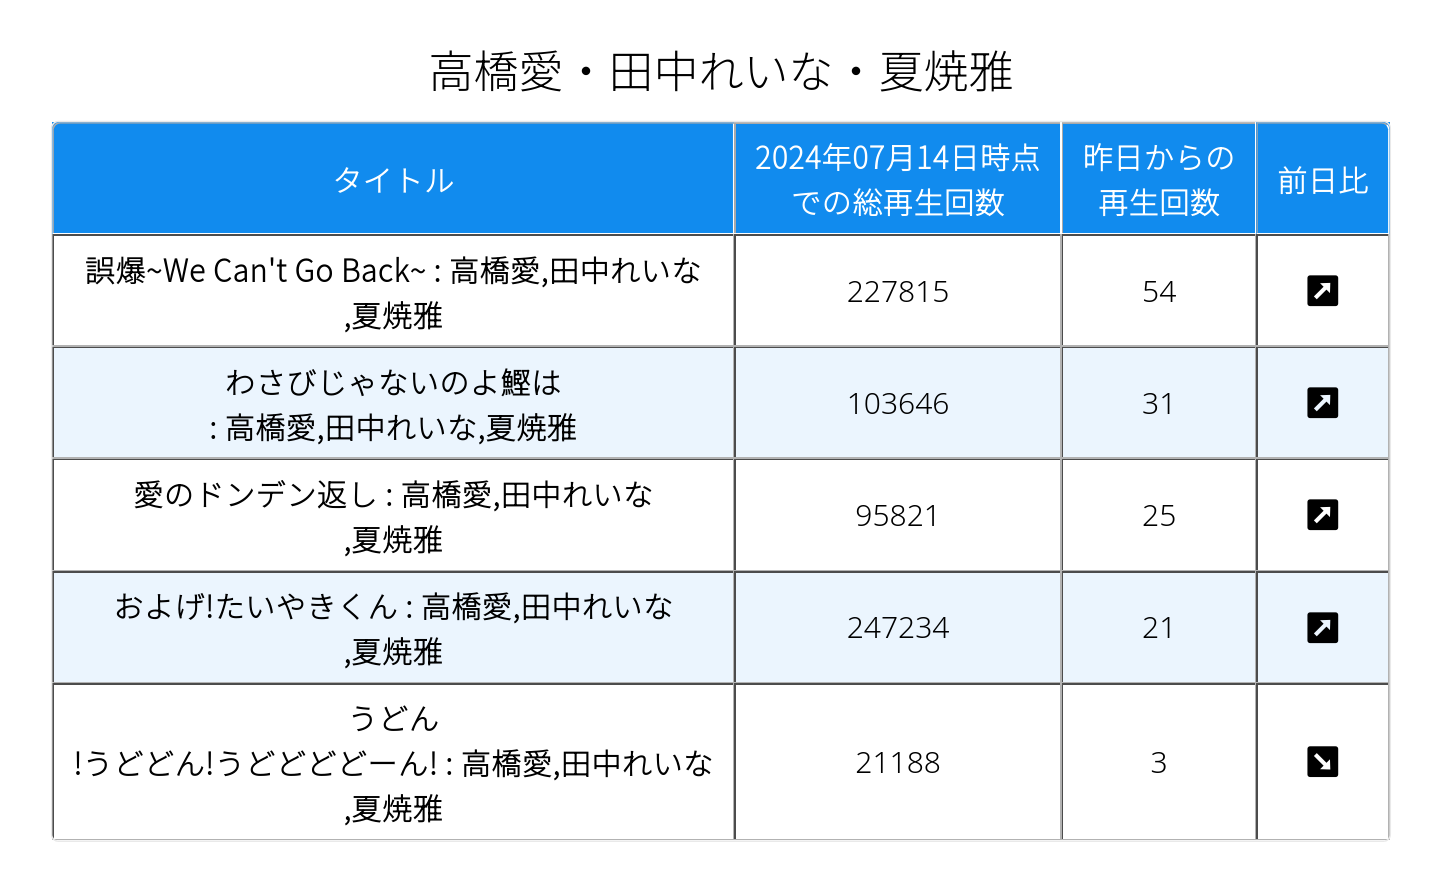 高橋愛・田中れいな・夏焼雅
タイトル
2024年07月14日時点
での総再生回数
昨日からの
再生回数
前日比
誤爆~We Can't Go Back~ : 高橋愛,田中れいな
,夏焼雅
227815
54
わさびじゃないのよ鰹は
: 高橋愛,田中れいな,夏焼雅
103646
31
愛のドンデン返し : 高橋愛,田中れいな
,夏焼雅
95821
25
およげ!たいやきくん : 高橋愛,田中れいな
,夏焼雅
247234
21
うどん
!うどどん!うどどどどーん! : 高橋愛,田中れいな
,夏焼雅
21188
3